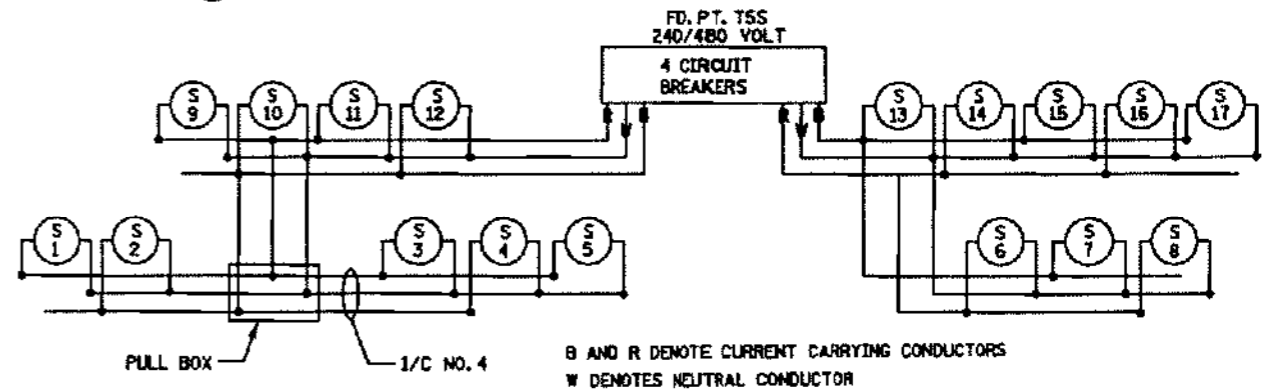 FD. PT. TSS
240/480 VOLT
4 CIRCUIT
BREAKERS
S
9
S
10
S
11
S
12
S
13
S
14
S
15
S
16
S
17
S
1
S
2
S
3
S
4
S
5
S
6
S
7
S
8
PULL BOX
1/C NO. 4
B AND R DENOTE CURRENT CARRYING CONDUCTORS
W DENOTES NEUTRAL CONDUCTOR